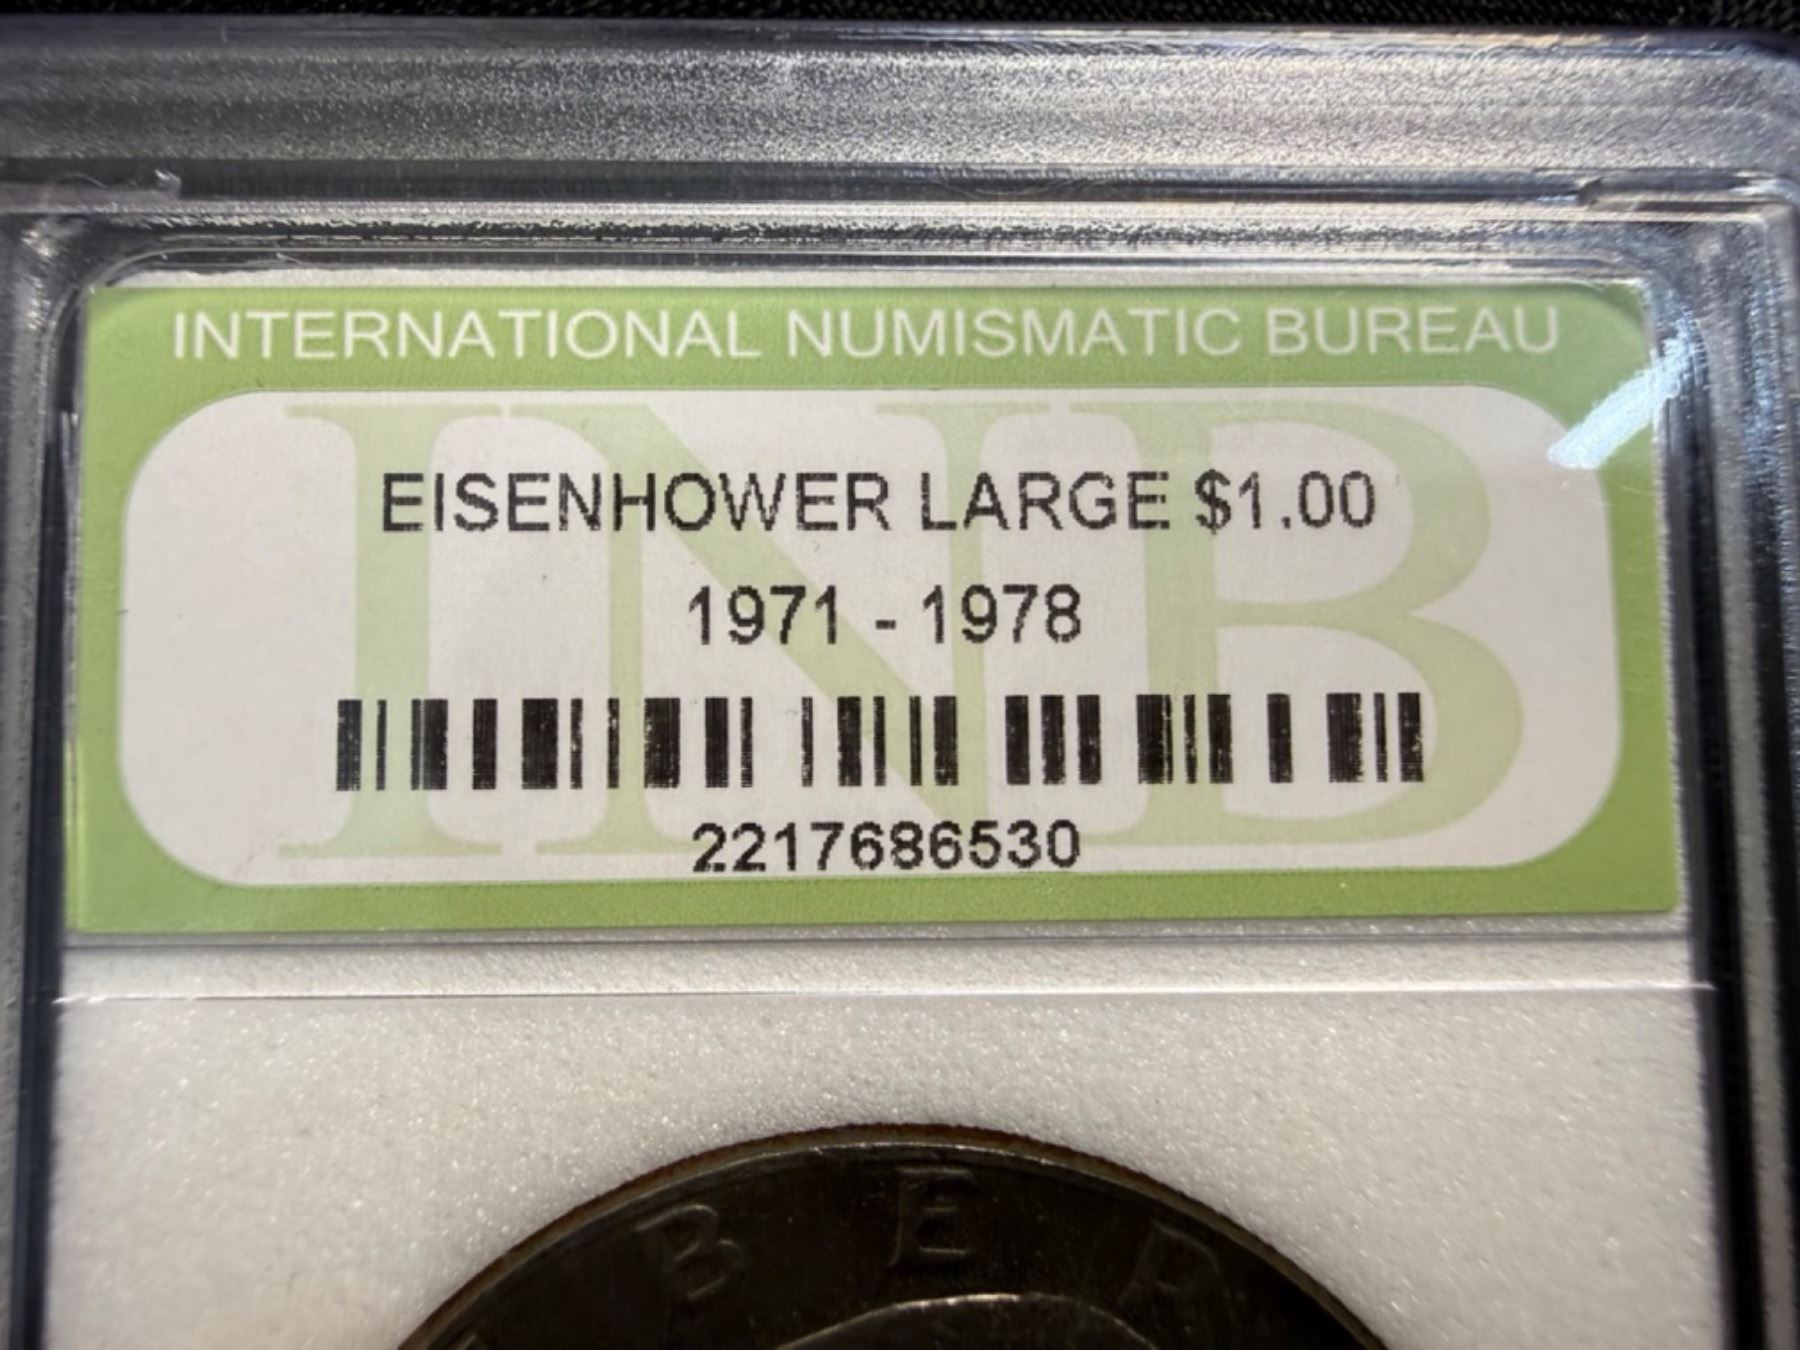 INTERNATIONAL NUMISMATIC BUREAU
INB
EISENHOWER LARGE $1.00
1971 - 1978
2217686530
B E